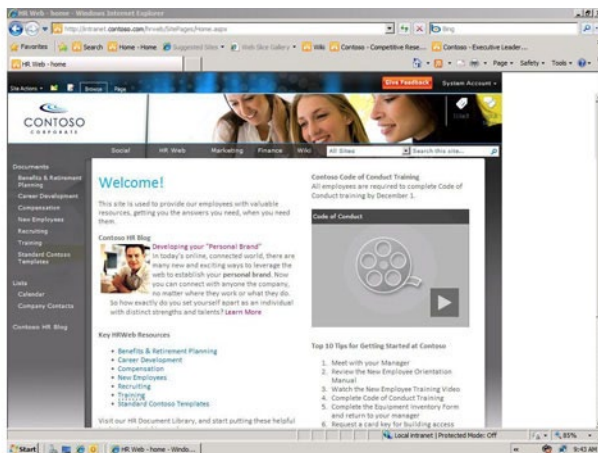 HR Web - home - Windows Internet Explorer
http://intranet.contoso.com/hrweb/SitePages/Home.aspx
Bing
Favorites Search Home - Home Suggested Sites Web Slice Gallery Wiki Contoso - Competitive Rese... Contoso - Executive Leader...
HR Web - home
Page Safety Tools
Give Feedback
System Account
Site Actions Browse Page
CONTOSO
CORPORATE
Social HR Web Marketing Finance Wiki All Sites Search this site...
Documents
Benefits & Retirement
Planning
Career Development
Compensation
New Employees
Recruiting
Training
Standard Contoso
Templates
Lists
Calendar
Company Contacts
Contoso HR Blog
Welcome!
This site is used to provide our employees with valuable
resources, getting you the answers you need, when you need
them.
Contoso HR Blog
Developing your "Personal Brand"
In today's online, connected world, there are
many new and exciting ways to leverage the
web to establish your personal brand. Now
you can connect with anyone the company,
no matter where they work or what they do.
So how exactly do you set yourself apart as an individual
with distinct strengths and talents? Learn More
Key HRWeb Resources
Benefits & Retirement Planning
Career Development
Compensation
New Employees
Recruiting
Training
Standard Contoso Templates
Visit our HR Document Library, and start putting these helpful
Contoso Code of Conduct Training
All employees are required to complete Code of
Conduct training by December 1.
Code of Conduct
Top 10 Tips for Getting Started at Contoso
1. Meet with your Manager
2. Review the New Employee Orientation
Manual
3. Watch the New Employee Training Video
4. Complete Code of Conduct Training
5. Complete the Equipment Inventory Form
and return to your manager
6. Request a card key for building access
Local intranet | Protected Mode: Off
85%
Start
HR Web - home - Windo...
9:43 AM